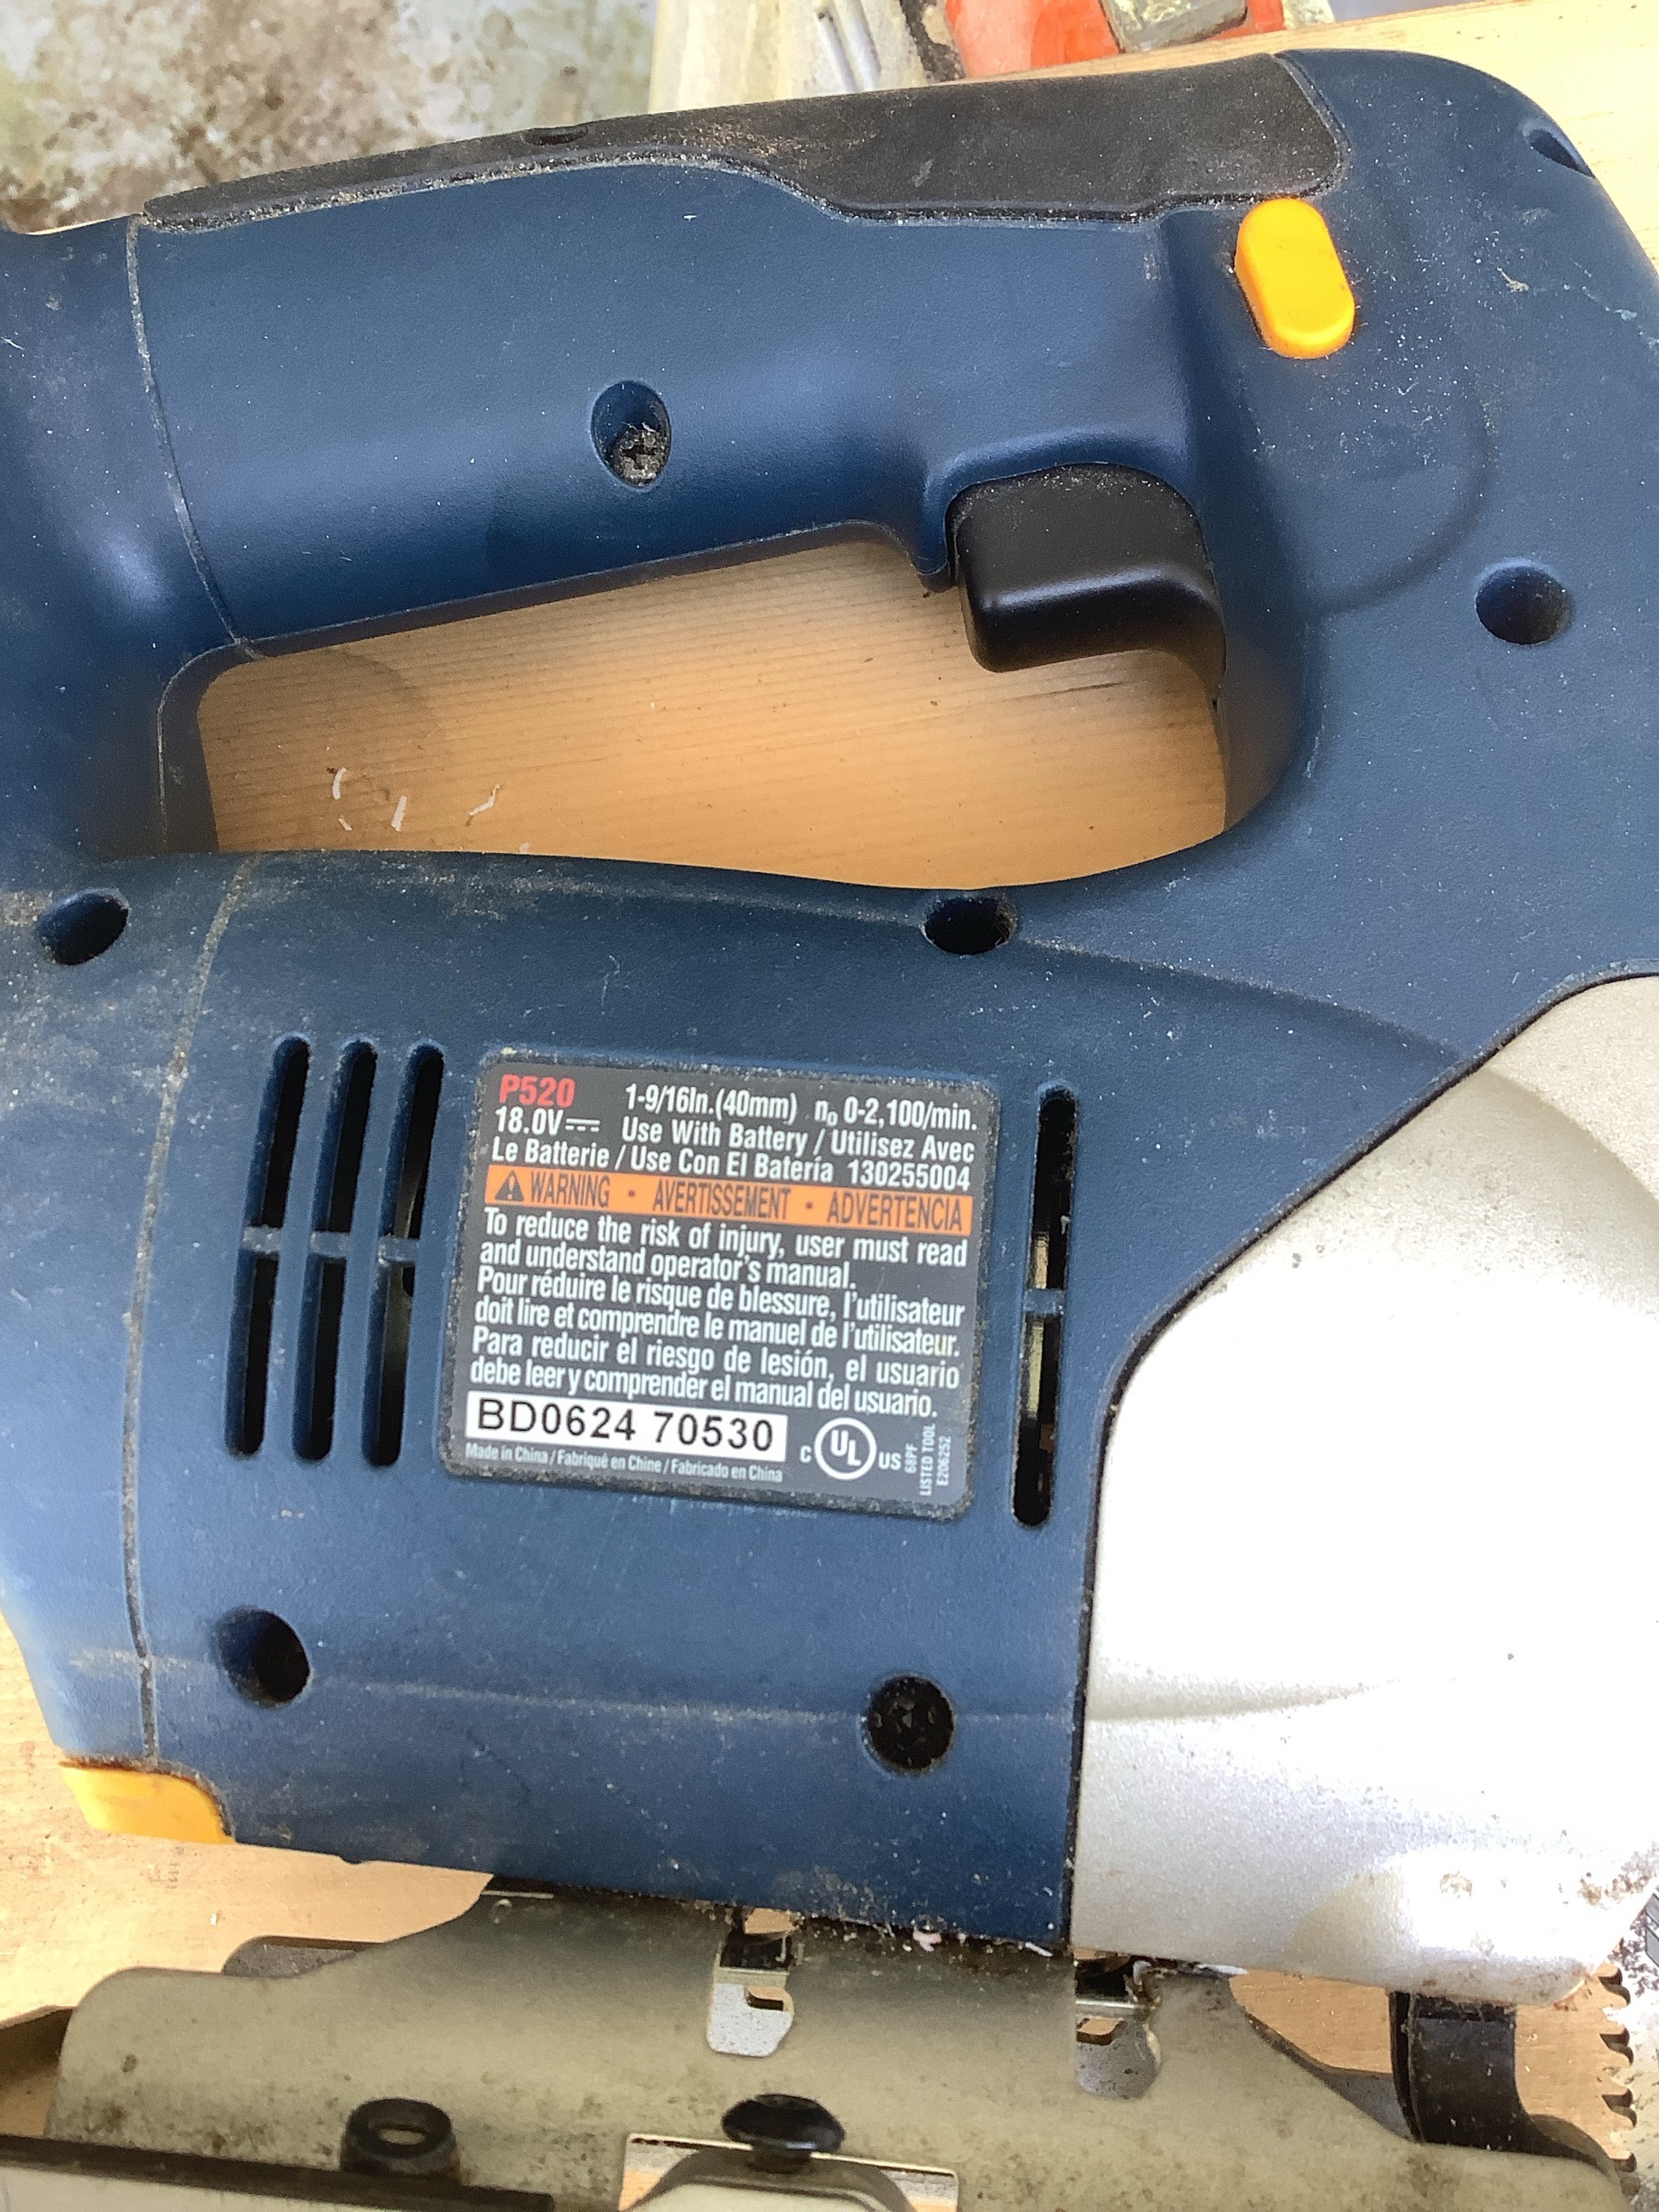 P520 1-9/16In.(40mm) n₀ 0-2,100/min.
18.0V⎓ Use With Battery / Utilisez Avec
Le Batterie / Use Con El Batería 130255004
⚠ WARNING • AVERTISSEMENT • ADVERTENCIA
To reduce the risk of injury, user must read
and understand operator's manual.
Pour réduire le risque de blessure, l'utilisateur
doit lire et comprendre le manuel de l'utilisateur.
Para reducir el riesgo de lesión, el usuario
debe leer y comprender el manual del usuario.
BD0624 70530
Made in China / Fabriqué en Chine / Fabricado en China
C UL US
68PF
LISTED TOOL
E206252